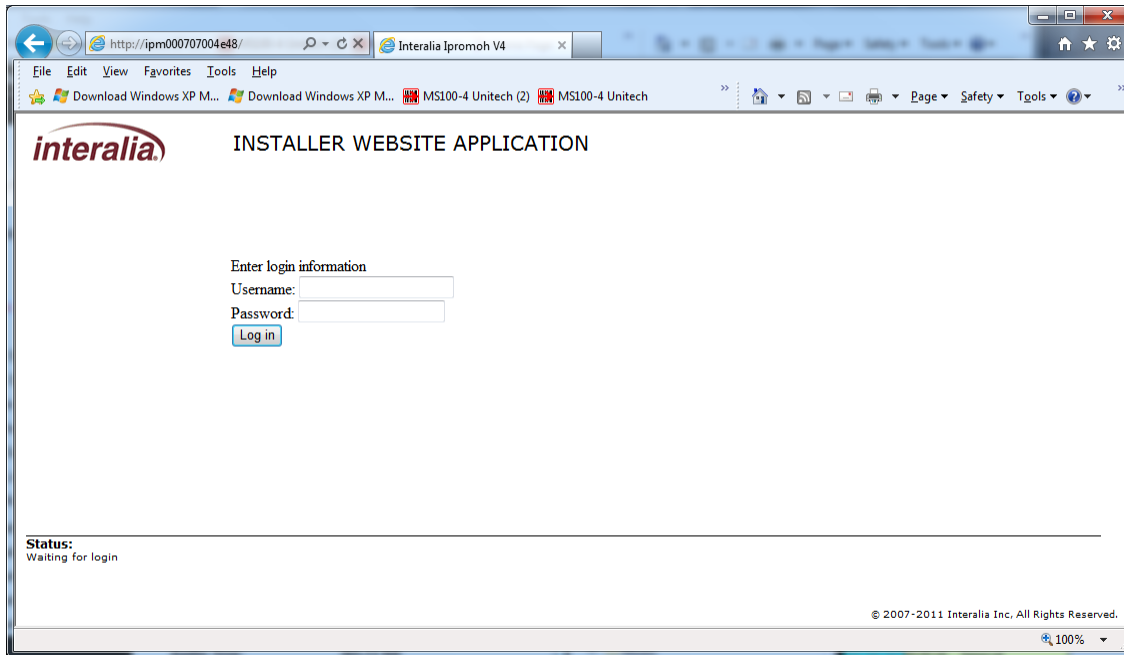 http://ipm000707004e48/
Interalia Ipromoh V4
File Edit View Favorites Tools Help
Download Windows XP M... Download Windows XP M... MS100-4 Unitech (2) MS100-4 Unitech » Page Safety Tools »
interalia
INSTALLER WEBSITE APPLICATION
Enter login information
Username:
Password:
Log in
Status:
Waiting for login
© 2007-2011 Interalia Inc, All Rights Reserved.
100%